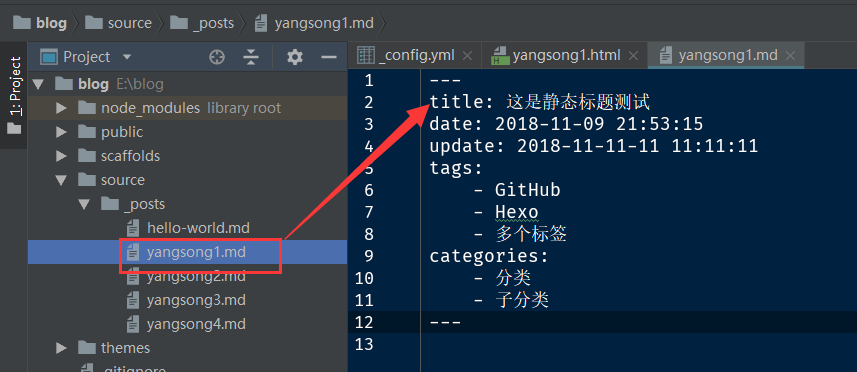 blog source _posts yangsong1.md
1: Project
Project
blog E:\blog
node_modules library root
public
scaffolds
source
_posts
hello-world.md
yangsong1.md
yangsong2.md
yangsong3.md
yangsong4.md
themes
.gitignore
_config.yml yangsong1.html yangsong1.md
1 ---
2 title: 这是静态标题测试
3 date: 2018-11-09 21:53:15
4 update: 2018-11-11-11 11:11:11
5 tags:
6 - GitHub
7 - Hexo
8 - 多个标签
9 categories:
10 - 分类
11 - 子分类
12 ---
13